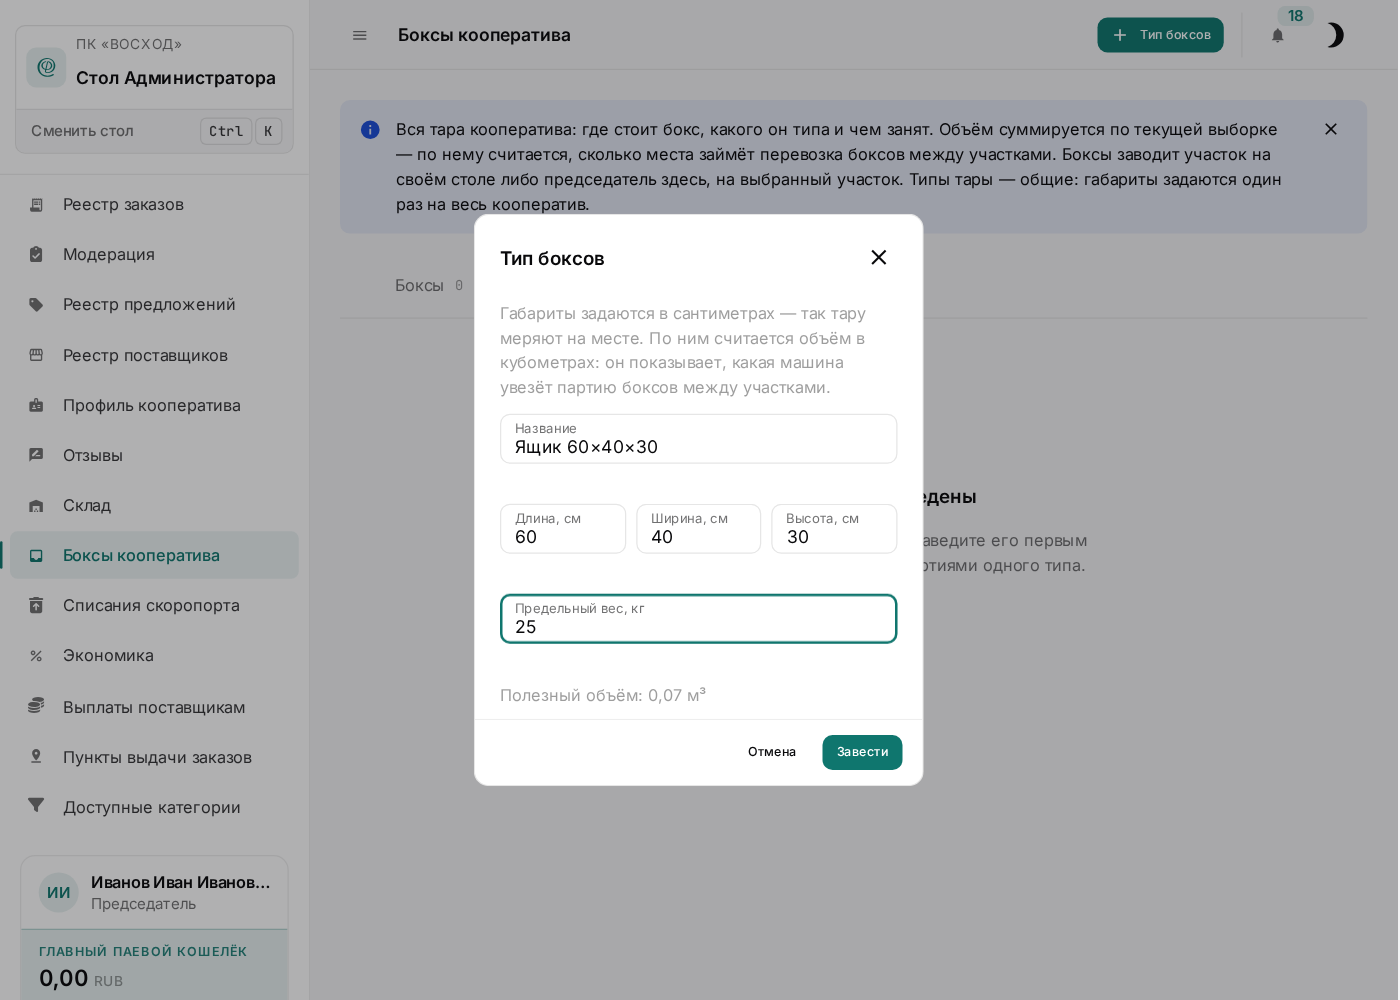 ПК «ВОСХОД»
Стол Администратора
Сменить стол
Ctrl K
Реестр заказов
Модерация
Реестр предложений
Реестр поставщиков
Профиль кооператива
Отзывы
Склад
Боксы кооператива
Списания скоропорта
Экономика
Выплаты поставщикам
Пункты выдачи заказов
Доступные категории
ИИ
Иванов Иван Иванов...
Председатель
ГЛАВНЫЙ ПАЕВОЙ КОШЕЛЁК
0,00 RUB
Боксы кооператива
Тип боксов
18
Вся тара кооператива: где стоит бокс, какого он типа и чем занят. Объём суммируется по текущей выборке
— по нему считается, сколько места займёт перевозка боксов между участками. Боксы заводит участок на
своём столе либо председатель здесь, на выбранный участок. Типы тары — общие: габариты задаются один
раз на весь кооператив.
Боксы 0
аведите его первым
Тип боксов
Габариты задаются в сантиметрах — так тару
меряют на месте. По ним считается объём в
кубометрах: он показывает, какая машина
увезёт партию боксов между участками.
Название
Ящик 60×40×30
Длина, см
60
Ширина, см
40
Высота, см
30
Предельный вес, кг
25
Полезный объём: 0,07 м³
Отмена
Завести